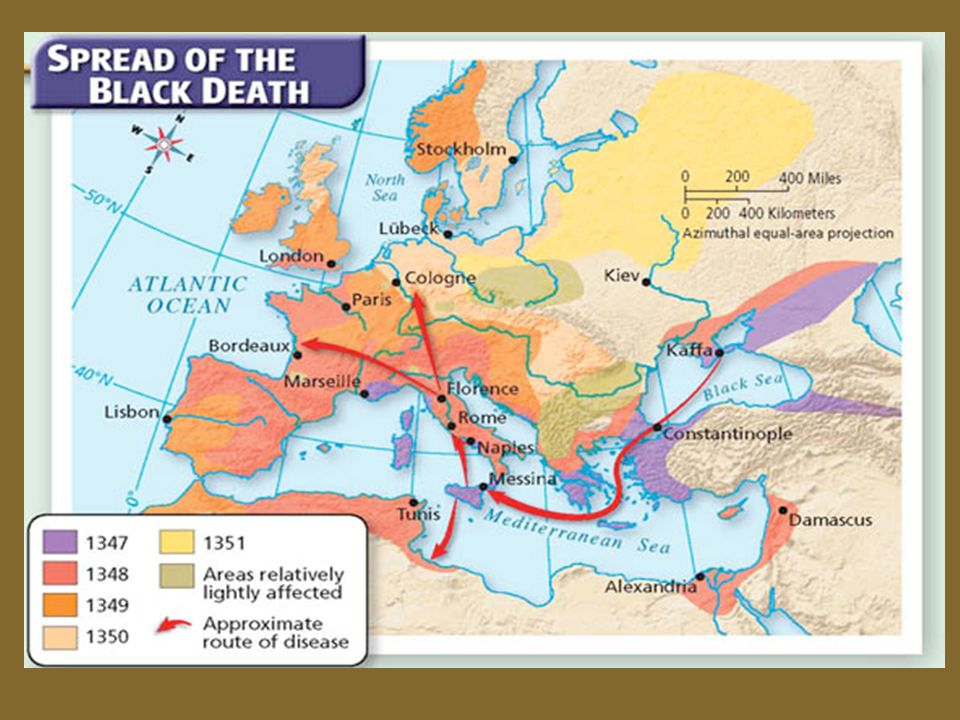 SPREAD OF THE
BLACK DEATH
N
W
E
S
50°N
40°N
0°
ATLANTIC
OCEAN
North
Sea
Stockholm
0 200 400 Miles
0 200 400 Kilometers
Azimuthal equal-area projection
Lübeck
London
Cologne
Kiev
Paris
Bordeaux
Kaffa
Marseille
Florence
Black Sea
Lisbon
Rome
Constantinople
Naples
Messina
Tunis
Mediterranean Sea
Damascus
Alexandria
1347
1348
1349
1350
1351
Areas relatively
lightly affected
Approximate
route of disease